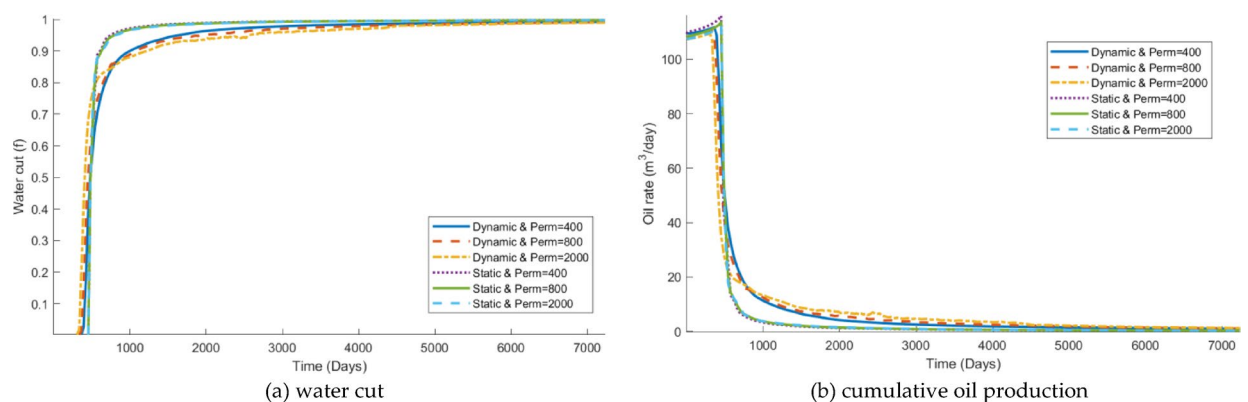 1
0.9
0.8
0.7
0.6
0.5
0.4
0.3
0.2
0.1
Water cut (f)
Dynamic & Perm=400
Dynamic & Perm=800
Dynamic & Perm=2000
Static & Perm=400
Static & Perm=800
Static & Perm=2000
1000 2000 3000 4000 5000 6000 7000
Time (Days)
(a) water cut
100
80
60
40
20
0
Oil rate (m³/day)
Dynamic & Perm=400
Dynamic & Perm=800
Dynamic & Perm=2000
Static & Perm=400
Static & Perm=800
Static & Perm=2000
1000 2000 3000 4000 5000 6000 7000
Time (Days)
(b) cumulative oil production